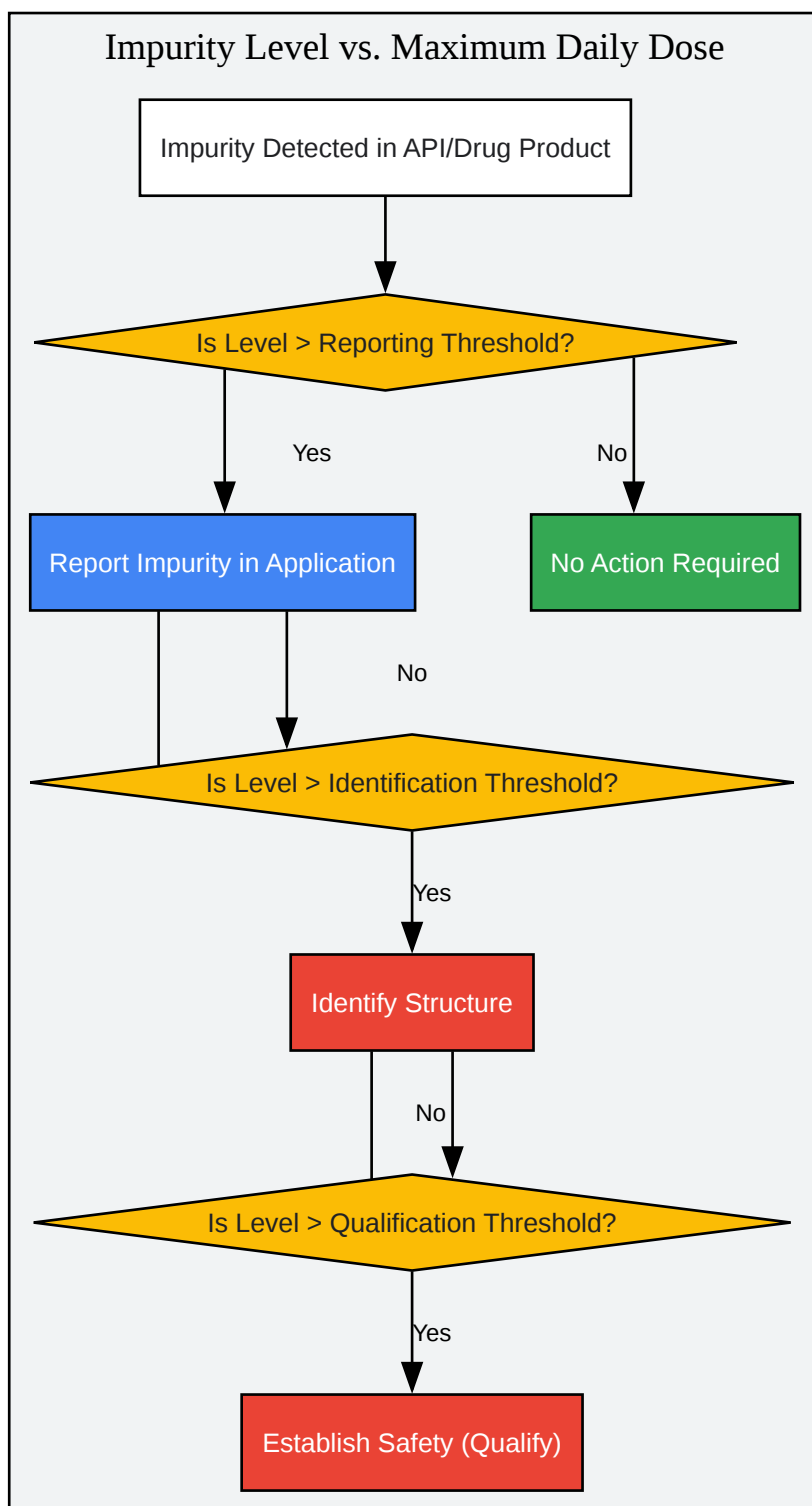 Impurity Level vs. Maximum Daily Dose
Impurity Detected in API/Drug Product
Is Level > Reporting Threshold?
Yes
No
Report Impurity in Application
No Action Required
No
Is Level > Identification Threshold?
Yes
Identify Structure
No
Is Level > Qualification Threshold?
Yes
Establish Safety (Qualify)